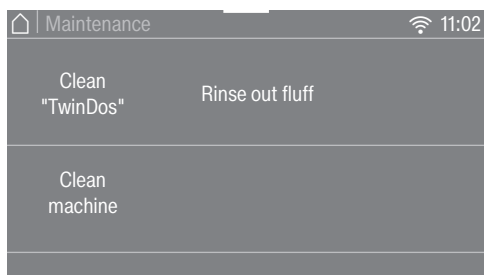 Maintenance
11:02
Clean
"TwinDos"
Rinse out fluff
Clean
machine